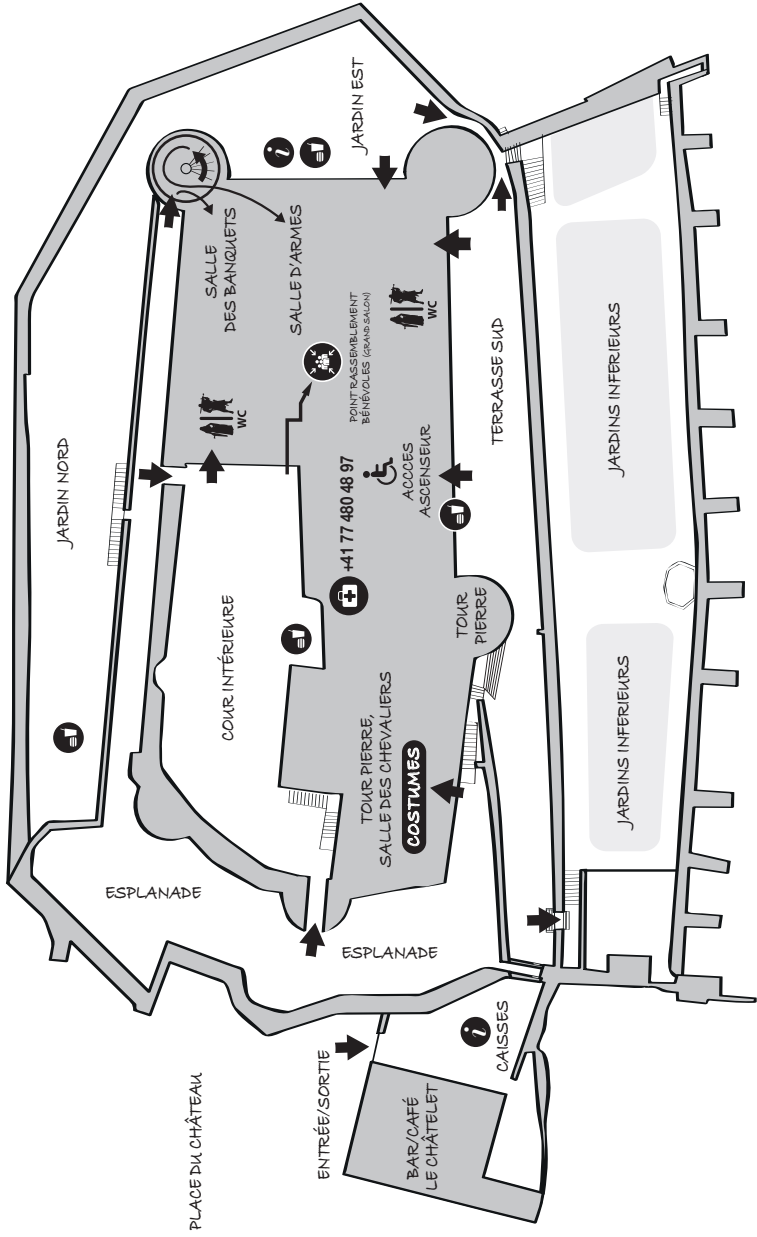 JARDIN NORD
JARDIN EST
SALLE
DES BANQUETS
SALLE D'ARMES
WC
POINT RASSEMBLEMENT
BÉNÉVOLES (GRAND SALON)
WC
+41 77 480 48 97
ACCCES
ASCENSEUR
TERRASSE SUD
JARDINS INFERIEURS
COUR INTÉRIEURE
TOUR
PIERRE
TOUR PIERRE,
SALLE DES CHEVALIERS
COSTUMES
JARDINS INFERIEURS
ESPLANADE
ESPLANADE
i
i
CAISSES
PLACE DU CHÂTEAU
ENTRÉE/SORTIE
BAR/CAFÉ
LE CHÂTELET